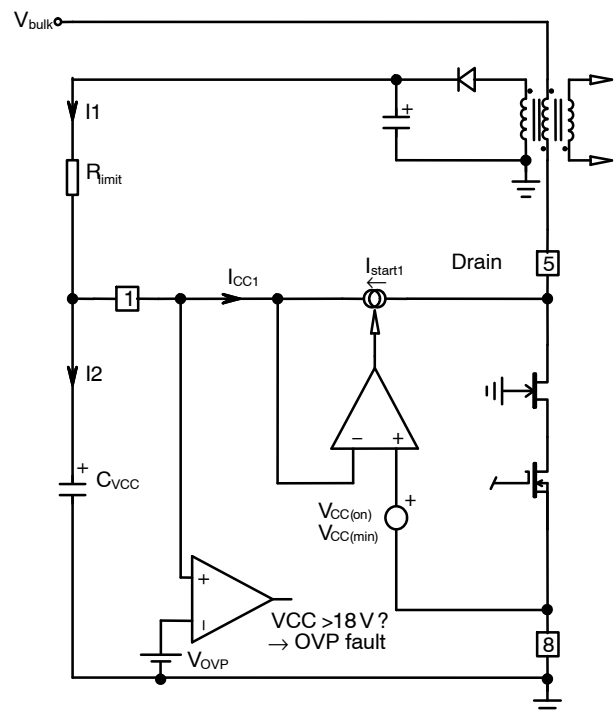 Vbulk
I1
Rlimit
Drain
5
Istart1
ICC1
1
I2
−
+
+
CVCC
+
VCC(on)
VCC(min)
+
+
−
VCC >18 V ?
→ OVP fault
VOVP
8